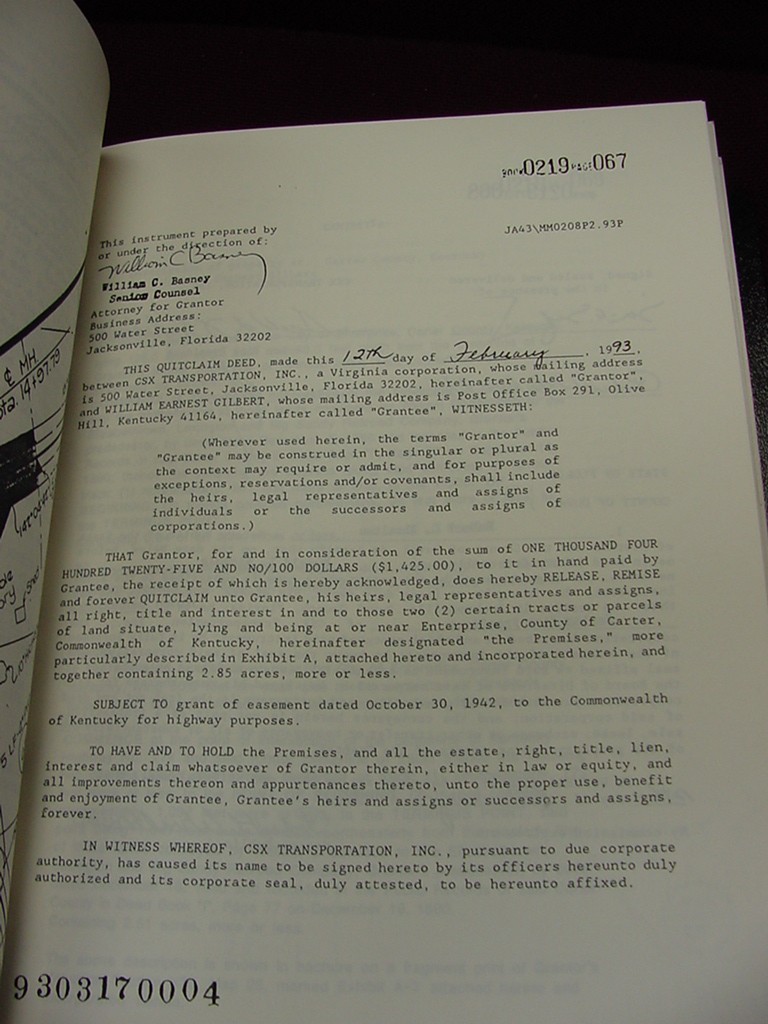 BOOK 0219 PAGE 067
JA43\MM0208P2.93P
This instrument prepared by
or under the direction of:
William C Basney
William C. Basney
Senior Counsel
Attorney for Grantor
Business Address:
500 Water Street
Jacksonville, Florida 32202
THIS QUITCLAIM DEED, made this 12th day of February, 1993,
between CSX TRANSPORTATION, INC., a Virginia corporation, whose mailing address
is 500 Water Street, Jacksonville, Florida 32202, hereinafter called "Grantor",
and WILLIAM EARNEST GILBERT, whose mailing address is Post Office Box 291, Olive
Hill, Kentucky 41164, hereinafter called "Grantee", WITNESSETH:
(Wherever used herein, the terms "Grantor" and
"Grantee" may be construed in the singular or plural as
the context may require or admit, and for purposes of
exceptions, reservations and/or covenants, shall include
the heirs, legal representatives and assigns of
individuals or the successors and assigns of
corporations.)
THAT Grantor, for and in consideration of the sum of ONE THOUSAND FOUR
HUNDRED TWENTY-FIVE AND NO/100 DOLLARS ($1,425.00), to it in hand paid by
Grantee, the receipt of which is hereby acknowledged, does hereby RELEASE, REMISE
and forever QUITCLAIM unto Grantee, his heirs, legal representatives and assigns,
all right, title and interest in and to those two (2) certain tracts or parcels
of land situate, lying and being at or near Enterprise, County of Carter,
Commonwealth of Kentucky, hereinafter designated "the Premises," more
particularly described in Exhibit A, attached hereto and incorporated herein, and
together containing 2.85 acres, more or less.
SUBJECT TO grant of easement dated October 30, 1942, to the Commonwealth
of Kentucky for highway purposes.
TO HAVE AND TO HOLD the Premises, and all the estate, right, title, lien,
interest and claim whatsoever of Grantor therein, either in law or equity, and
all improvements thereon and appurtenances thereto, unto the proper use, benefit
and enjoyment of Grantee, Grantee's heirs and assigns or successors and assigns,
forever.
IN WITNESS WHEREOF, CSX TRANSPORTATION, INC., pursuant to due corporate
authority, has caused its name to be signed hereto by its officers hereunto duly
authorized and its corporate seal, duly attested, to be hereunto affixed.
9303170004
¢ MH
14+97.79